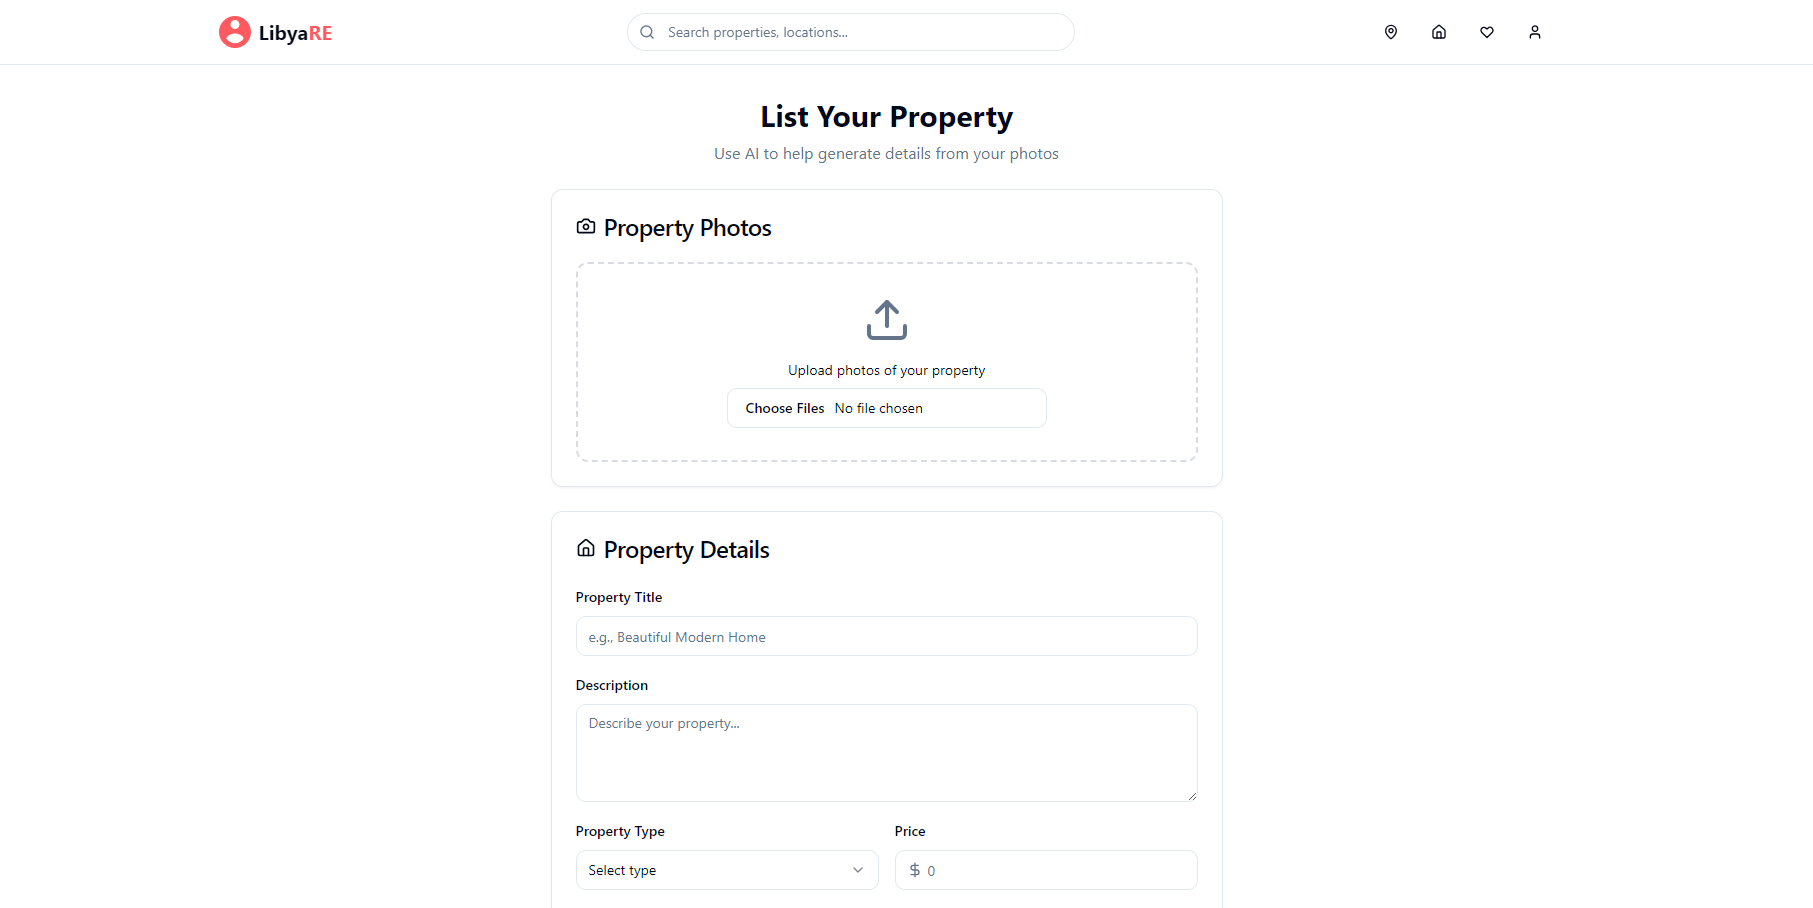 LibyaRE
Search properties, locations...
List Your Property
Use AI to help generate details from your photos
Property Photos
Upload photos of your property
Choose Files No file chosen
Property Details
Property Title
e.g., Beautiful Modern Home
Description
Describe your property...
Property Type
Select type
Price
$ 0